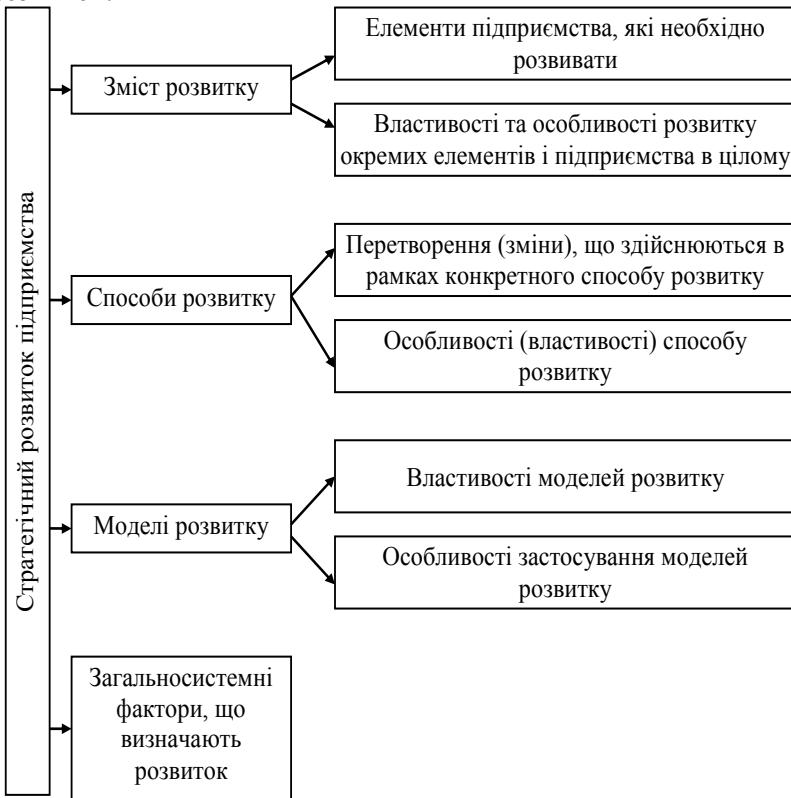 Стратегічний розвиток підприємства
Зміст розвитку
Елементи підприємства, які необхідно
розвивати
Властивості та особливості розвитку
окремих елементів і підприємства в цілому
Способи розвитку
Перетворення (зміни), що здійснюються в
рамках конкретного способу розвитку
Особливості (властивості) способу
розвитку
Моделі розвитку
Властивості моделей розвитку
Особливості застосування моделей
розвитку
Загальносистемні
фактори, що
визначають
розвиток